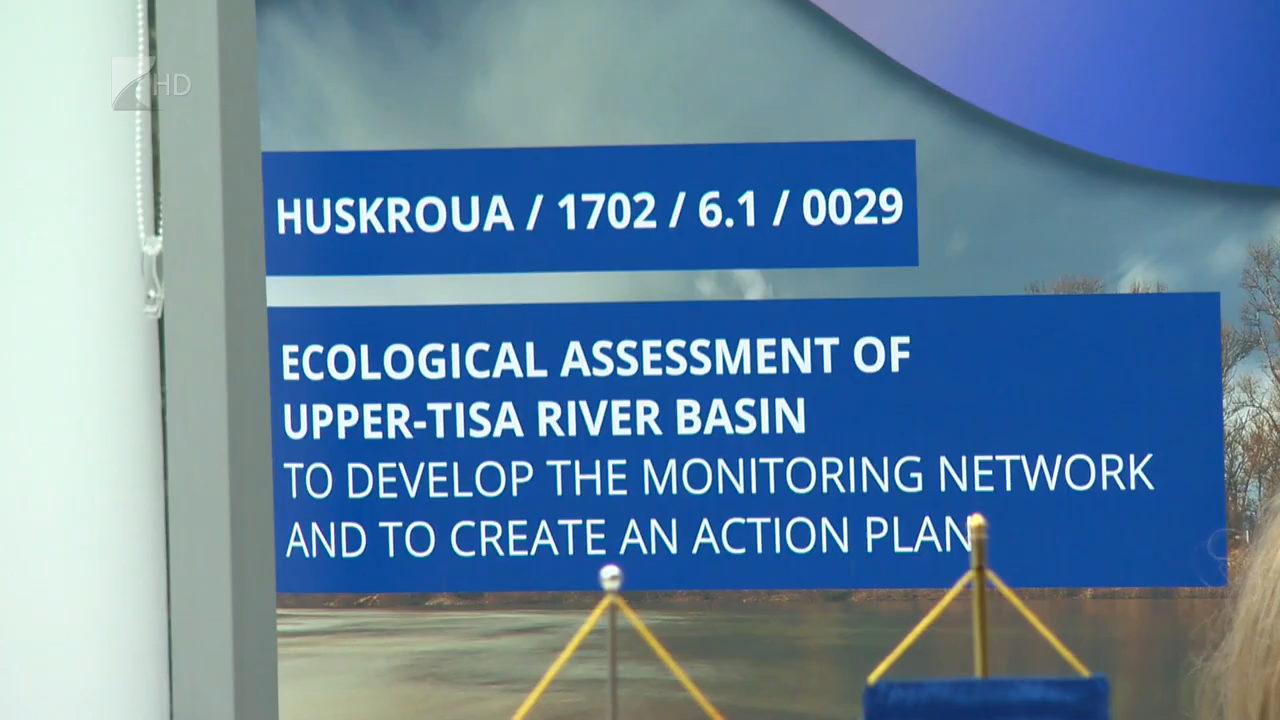 HD
HUSKROUA / 1702 / 6.1 / 0029
ECOLOGICAL ASSESSMENT OF
UPPER-TISA RIVER BASIN
TO DEVELOP THE MONITORING NETWORK
AND TO CREATE AN ACTION PLAN